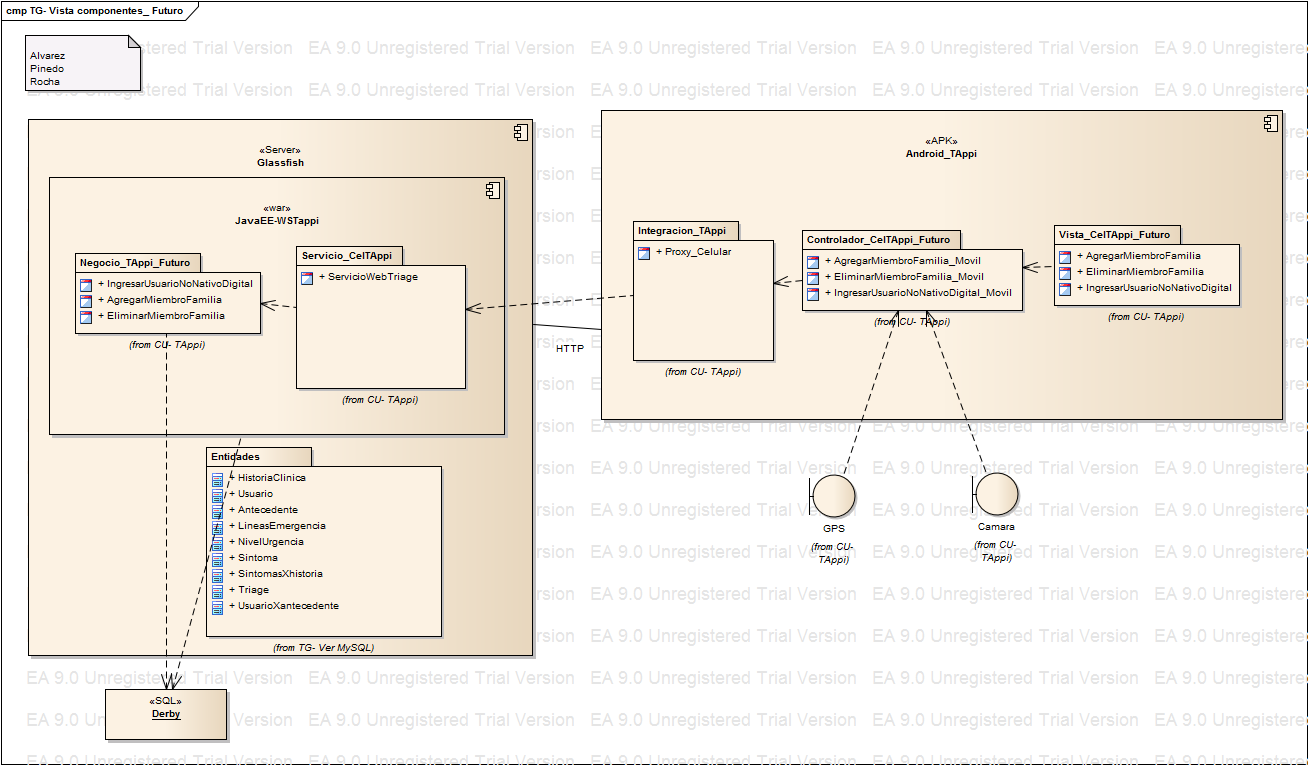 cmp TG- Vista componentes_ Futuro
Alvarez
Pinedo
Rocha
EA 9.0 Unregistered Trial Version
«Server»
Glassfish
«war»
JavaEE-WSTappi
Negocio_TAppi_Futuro
+ IngresarUsuarioNoNativoDigital
+ AgregarMiembroFamilia
+ EliminarMiembroFamilia
(from CU- TAppi)
Servicio_CelTAppi
+ ServicioWebTriage
(from CU- TAppi)
Entidades
+ HistoriaClinica
+ Usuario
+ Antecedente
+ LineasEmergencia
+ NivelUrgencia
+ Sintoma
+ SintomasXhistoria
+ Triage
+ UsuarioXantecedente
(from TG- Ver MySQL)
«SQL»
Derby
HTTP
«APK»
Android_TAppi
Integracion_TAppi
+ Proxy_Celular
(from CU- TAppi)
Controlador_CelTAppi_Futuro
+ AgregarMiembroFamilia_Movil
+ EliminarMiembroFamilia_Movil
+ IngresarUsuarioNoNativoDigital_Movil
(from CU- TAppi)
Vista_CelTAppi_Futuro
+ AgregarMiembroFamilia
+ EliminarMiembroFamilia
+ IngresarUsuarioNoNativoDigital
(from CU- TAppi)
GPS
(from CU-
TAppi)
Camara
(from CU-
TAppi)